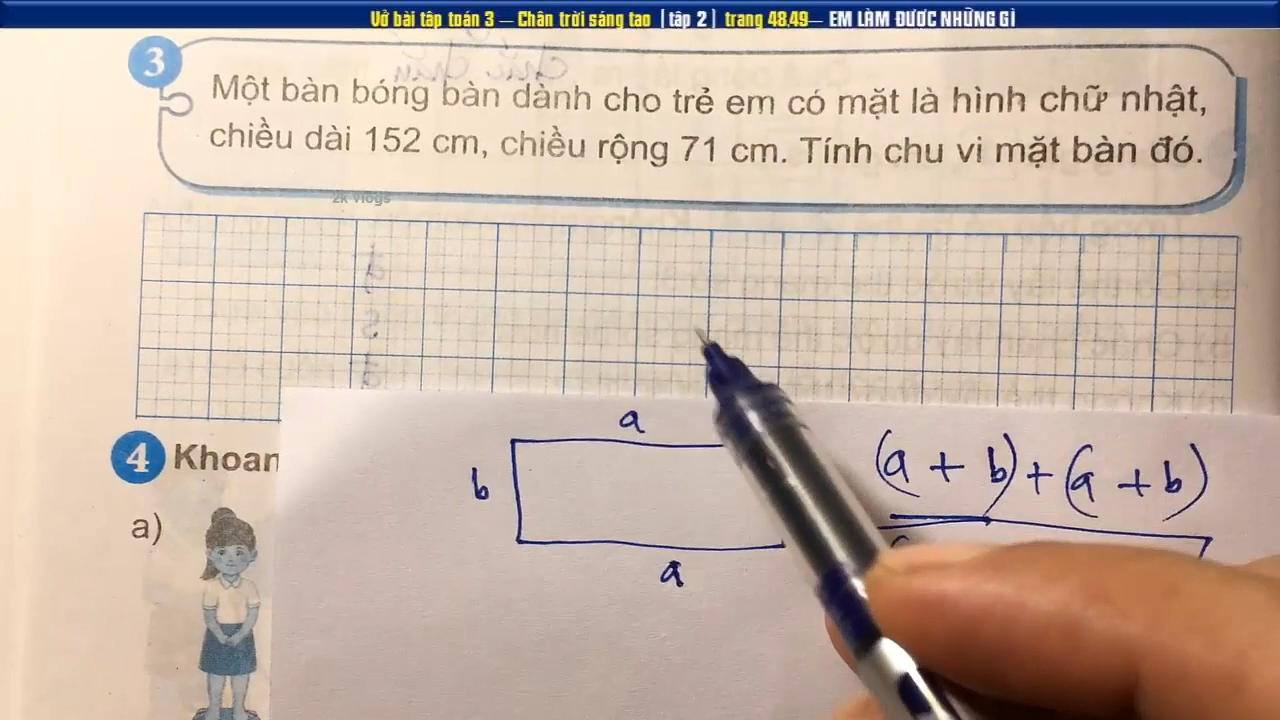 Vở bài tập toán 3 – Chân trời sáng tạo [ tập 2 ] trang 48,49– EM LÀM ĐƯỢC NHỮNG GÌ
3
Một bàn bóng bàn dành cho trẻ em có mặt là hình chữ nhật,
chiều dài 152 cm, chiều rộng 71 cm. Tính chu vi mặt bàn đó.
2k vlogs
a
(a + b) + (a + b)
4 Khoan
b
a)
a